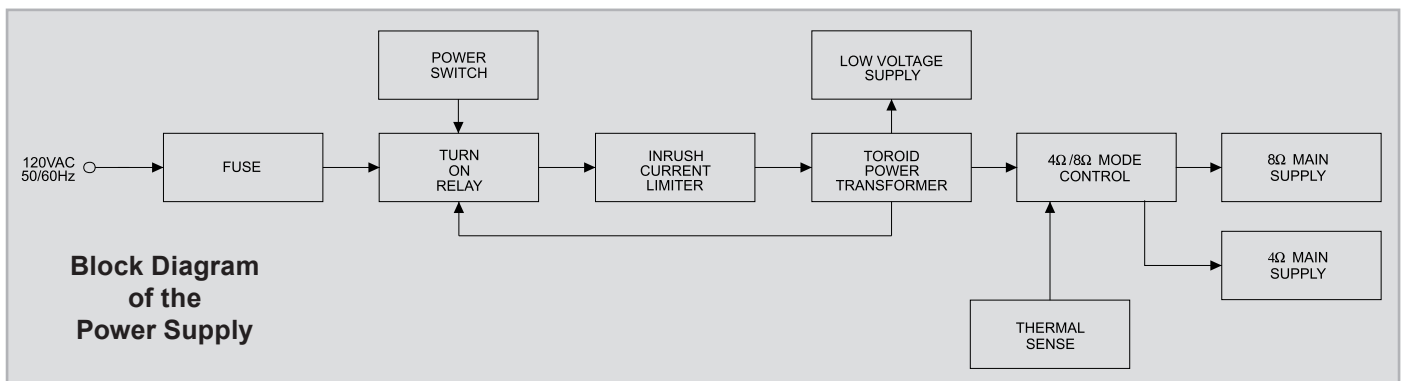 POWER
SWITCH
LOW VOLTAGE
SUPPLY
120VAC
50/60Hz
FUSE
TURN
ON
RELAY
INRUSH
CURRENT
LIMITER
TOROID
POWER
TRANSFORMER
4Ω/8Ω MODE
CONTROL
8Ω MAIN
SUPPLY
4Ω MAIN
SUPPLY
THERMAL
SENSE
Block Diagram
of the
Power Supply